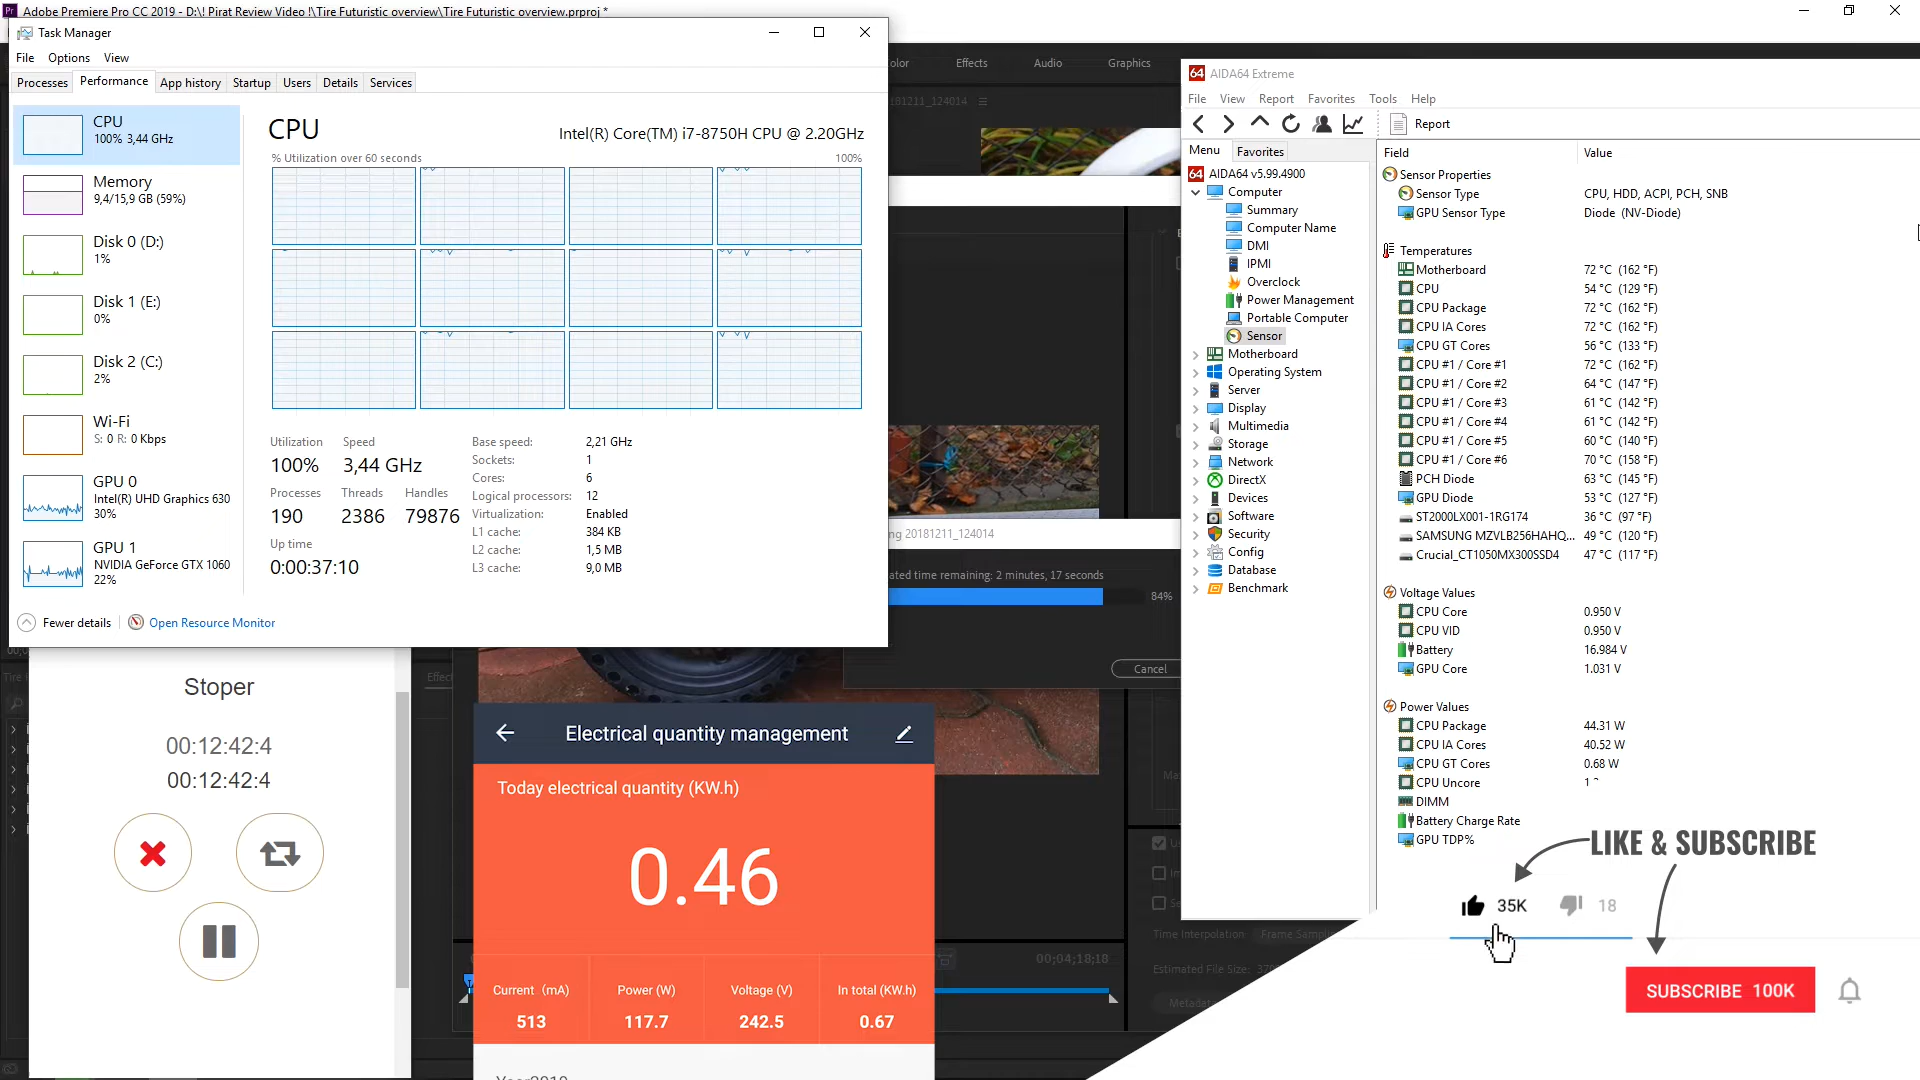 Adobe Premiere Pro CC 2019 - D:\! Pirat Review Video !\Tire Futuristic overview\Tire Futuristic overview.prproj *
Task Manager
File Options View
Processes Performance App history Startup Users Details Services
CPU
100% 3,44 GHz
Memory
9,4/15,9 GB (59%)
Disk 0 (D:)
1%
Disk 1 (E:)
0%
Disk 2 (C:)
2%
Wi-Fi
S: 0 R: 0 Kbps
GPU 0
Intel(R) UHD Graphics 630
30%
GPU 1
NVIDIA GeForce GTX 1060
22%
CPU
Intel(R) Core(TM) i7-8750H CPU @ 2.20GHz
% Utilization over 60 seconds 100%
Utilization Speed
100% 3,44 GHz
Processes Threads Handles
190 2386 79876
Up time
0:00:37:10
Base speed: 2,21 GHz
Sockets: 1
Cores: 6
Logical processors: 12
Virtualization: Enabled
L1 cache: 384 KB
L2 cache: 1,5 MB
L3 cache: 9,0 MB
Fewer details Open Resource Monitor
Effects Audio Graphics
20181211_124014
ated time remaining: 2 minutes, 17 seconds
84%
Cancel
Stoper
00:12:42:4
00:12:42:4
Electrical quantity management
Today electrical quantity (KW.h)
0.46
Current (mA) Power (W) Voltage (V) In total (KW.h)
513 117.7 242.5 0.67
00;04;18;18
Time Interpolation
Estimated File Size:
AIDA64 Extreme
File View Report Favorites Tools Help
Report
Menu Favorites
AIDA64 v5.99.4900
Computer
Summary
Computer Name
DMI
IPMI
Overclock
Power Management
Portable Computer
Sensor
Motherboard
Operating System
Server
Display
Multimedia
Storage
Network
DirectX
Devices
Software
Security
Config
Database
Benchmark
Field Value
Sensor Properties
Sensor Type CPU, HDD, ACPI, PCH, SNB
GPU Sensor Type Diode (NV-Diode)
Temperatures
Motherboard 72 °C (162 °F)
CPU 54 °C (129 °F)
CPU Package 72 °C (162 °F)
CPU IA Cores 72 °C (162 °F)
CPU GT Cores 56 °C (133 °F)
CPU #1 / Core #1 72 °C (162 °F)
CPU #1 / Core #2 64 °C (147 °F)
CPU #1 / Core #3 61 °C (142 °F)
CPU #1 / Core #4 61 °C (142 °F)
CPU #1 / Core #5 60 °C (140 °F)
CPU #1 / Core #6 70 °C (158 °F)
PCH Diode 63 °C (145 °F)
GPU Diode 53 °C (127 °F)
ST2000LX001-1RG174 36 °C (97 °F)
SAMSUNG MZVLB256HAHQ... 49 °C (120 °F)
Crucial_CT1050MX300SSD4 47 °C (117 °F)
Voltage Values
CPU Core 0.950 V
CPU VID 0.950 V
Battery 16.984 V
GPU Core 1.031 V
Power Values
CPU Package 44.31 W
CPU IA Cores 40.52 W
CPU GT Cores 0.68 W
CPU Uncore
DIMM
Battery Charge Rate
GPU TDP%
LIKE & SUBSCRIBE
35K 18
SUBSCRIBE 100K